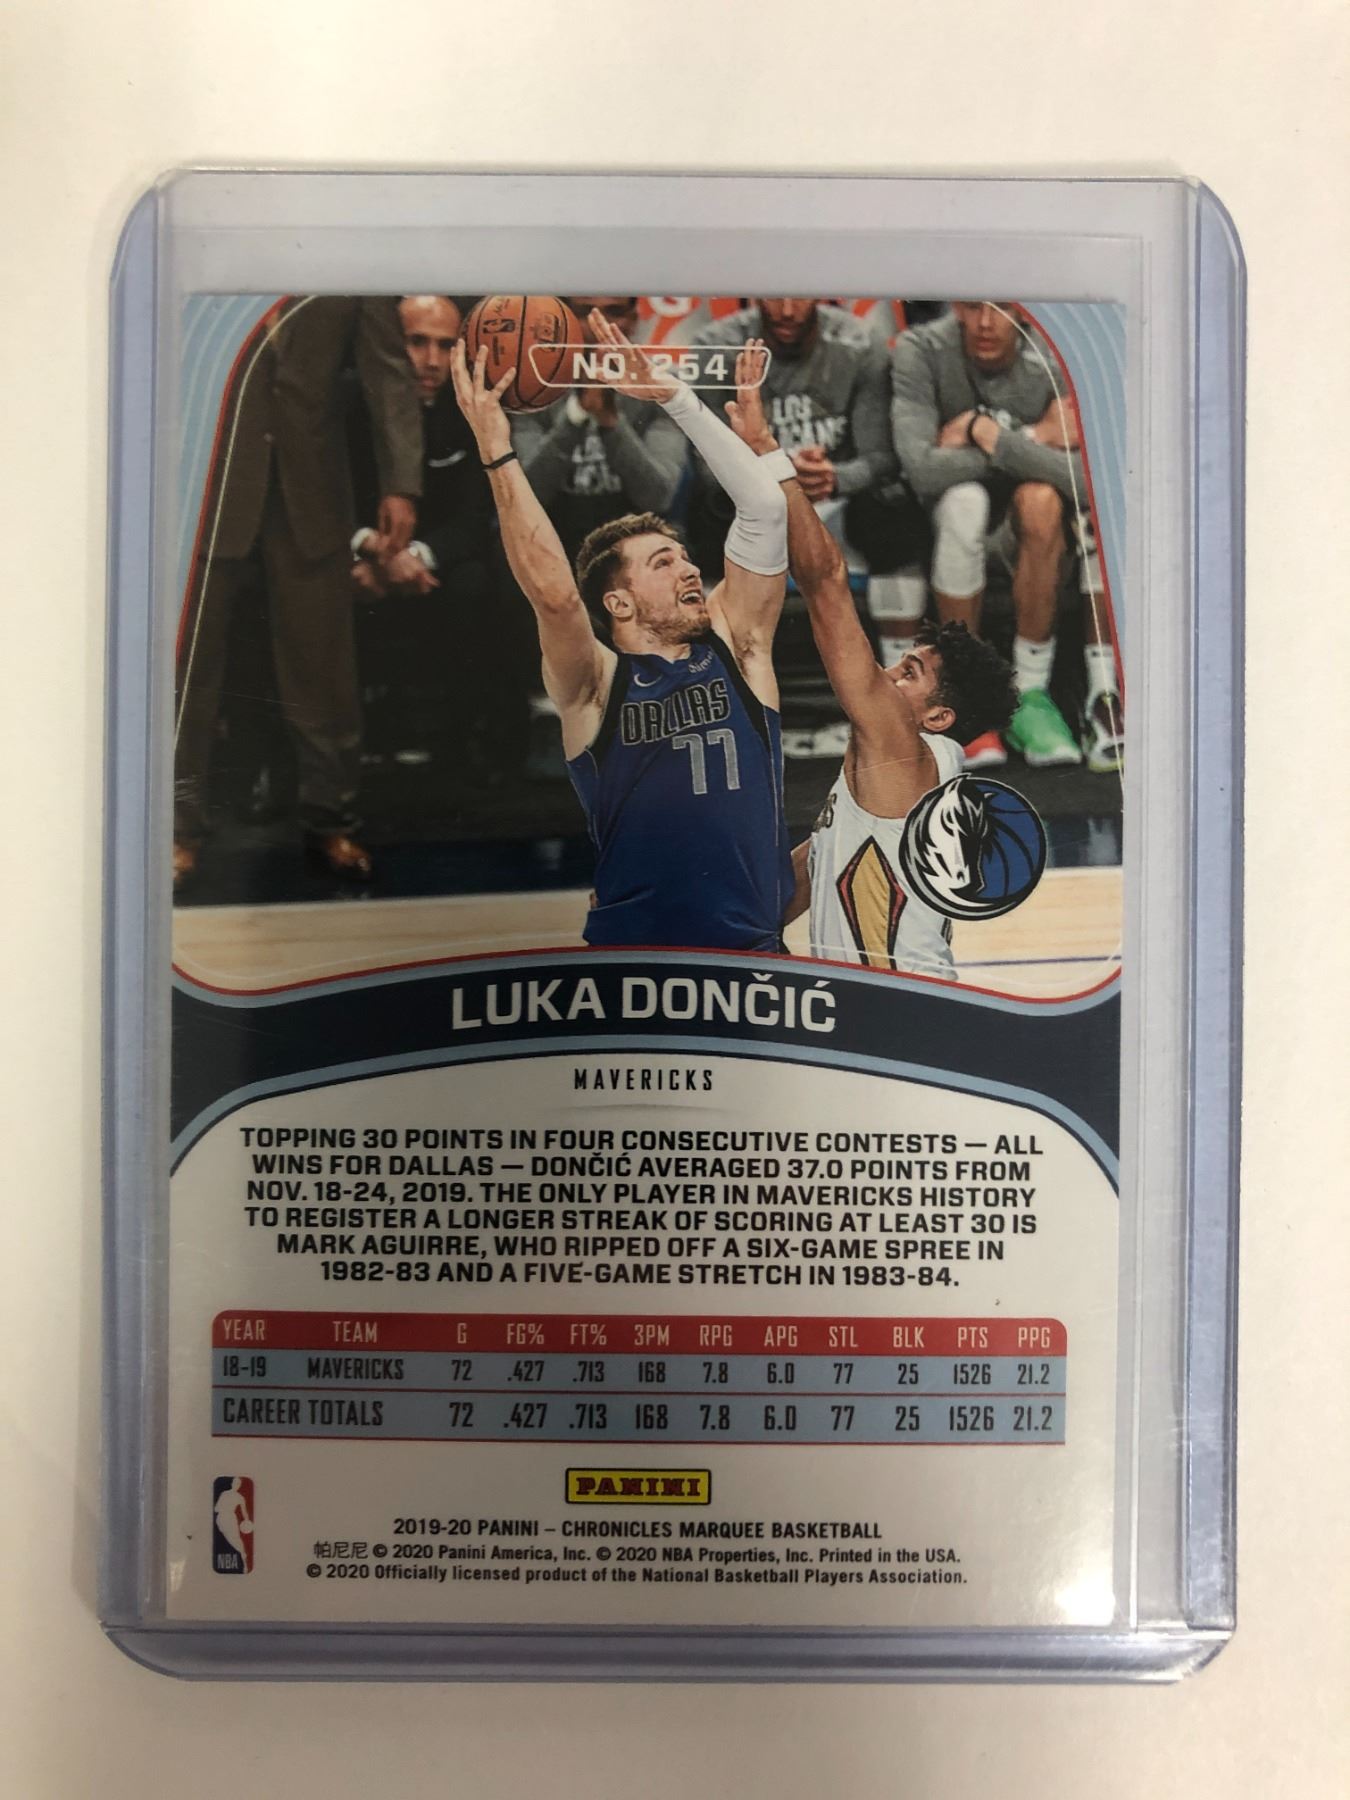 NO. 254
LOS
DALLAS
77
LUKA DONČIĆ
MAVERICKS
TOPPING 30 POINTS IN FOUR CONSECUTIVE CONTESTS — ALL
WINS FOR DALLAS — DONČIĆ AVERAGED 37.0 POINTS FROM
NOV. 18-24, 2019. THE ONLY PLAYER IN MAVERICKS HISTORY
TO REGISTER A LONGER STREAK OF SCORING AT LEAST 30 IS
MARK AGUIRRE, WHO RIPPED OFF A SIX-GAME SPREE IN
1982-83 AND A FIVE-GAME STRETCH IN 1983-84.
YEAR TEAM G FG% FT% 3PM RPG APG STL BLK PTS PPG
18-19 MAVERICKS 72 .427 .713 168 7.8 6.0 77 25 1526 21.2
CAREER TOTALS 72 .427 .713 168 7.8 6.0 77 25 1526 21.2
PANINI
NBA
2019-20 PANINI – CHRONICLES MARQUEE BASKETBALL
帕尼尼 © 2020 Panini America, Inc. © 2020 NBA Properties, Inc. Printed in the USA.
© 2020 Officially licensed product of the National Basketball Players Association.